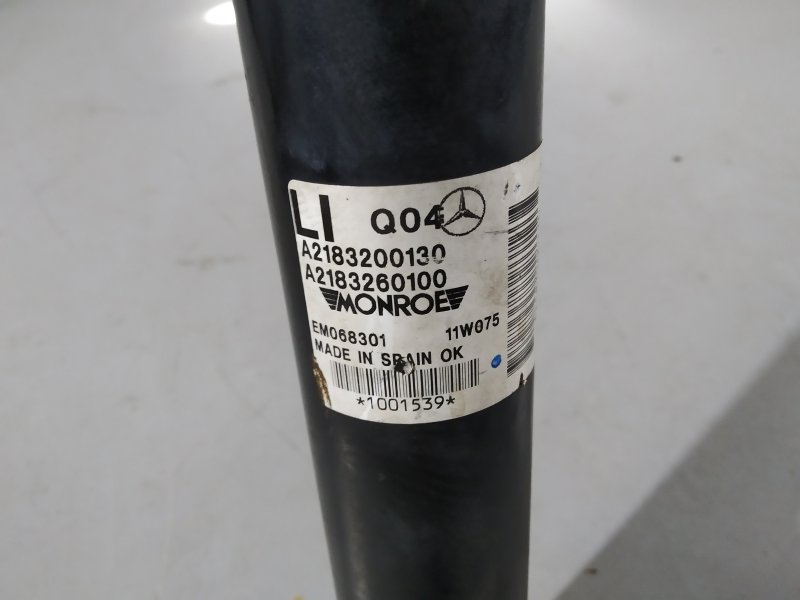 LI Q04
A2183200130
A2183260100
MONROE
EM068301 11W075
MADE IN SPAIN OK
*1001539*